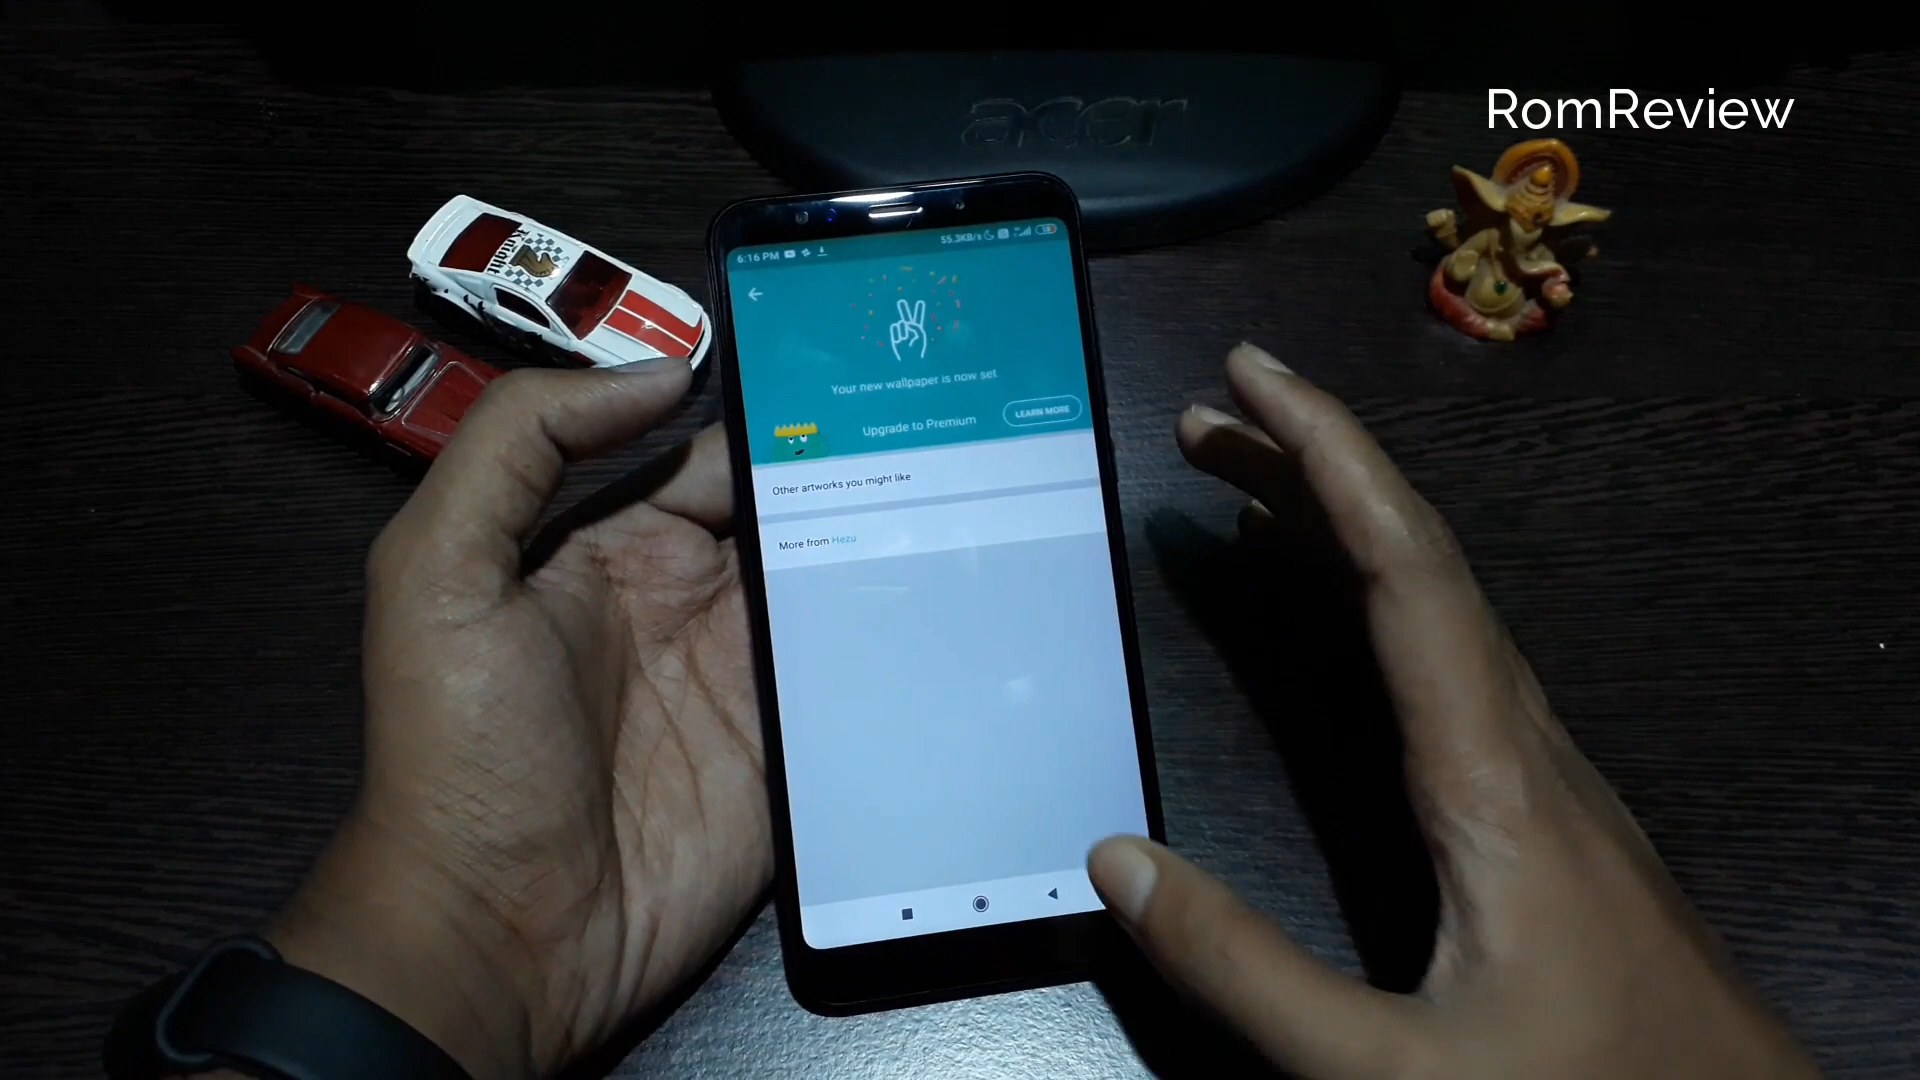 RomReview
acer
Knight
6:16 PM
55.3KB/s
Your new wallpaper is now set.
Upgrade to Premium
LEARN MORE
Other artworks you might like
More from Hezu